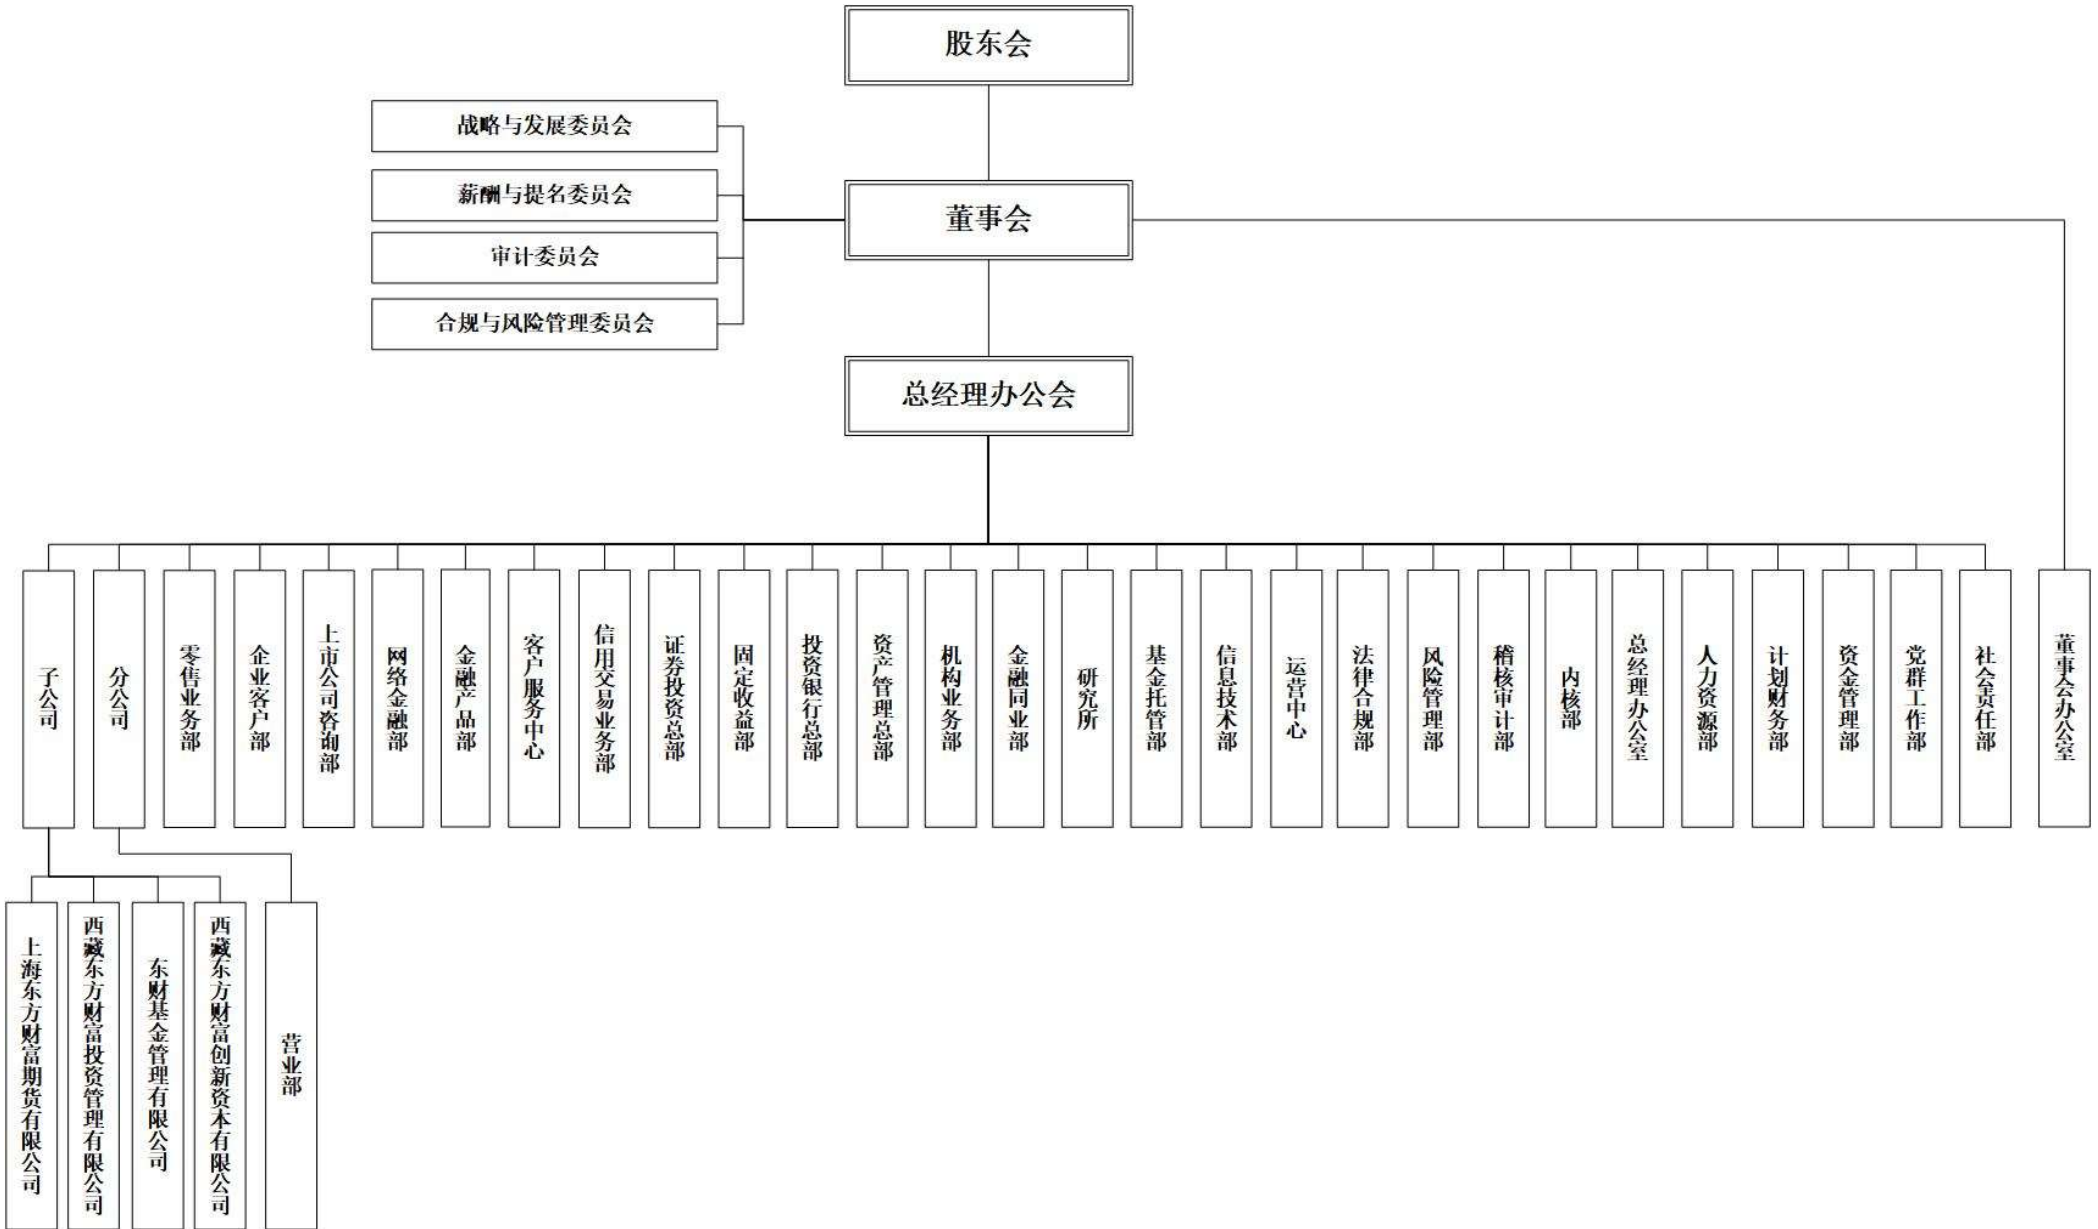 股东会
战略与发展委员会
薪酬与提名委员会
董事会
审计委员会
合规与风险管理委员会
总经理办公会
子公司
分公司
零售业务部
企业客户部
上市公司咨询部
网络金融部
金融产品部
客户服务中心
信用交易业务部
证券投资总部
固定收益部
投资银行总部
资产管理总部
机构业务部
金融同业部
研究所
基金托管部
信息技术部
运营中心
法律合规部
风险管理部
稽核审计部
内核部
总经理办公室
人力资源部
计划财务部
资金管理部
党群工作部
社会责任部
董事会办公室
上海东方财富期货有限公司
西藏东方财富投资管理有限公司
东财基金管理有限公司
西藏东方财富创新资本有限公司
营业部